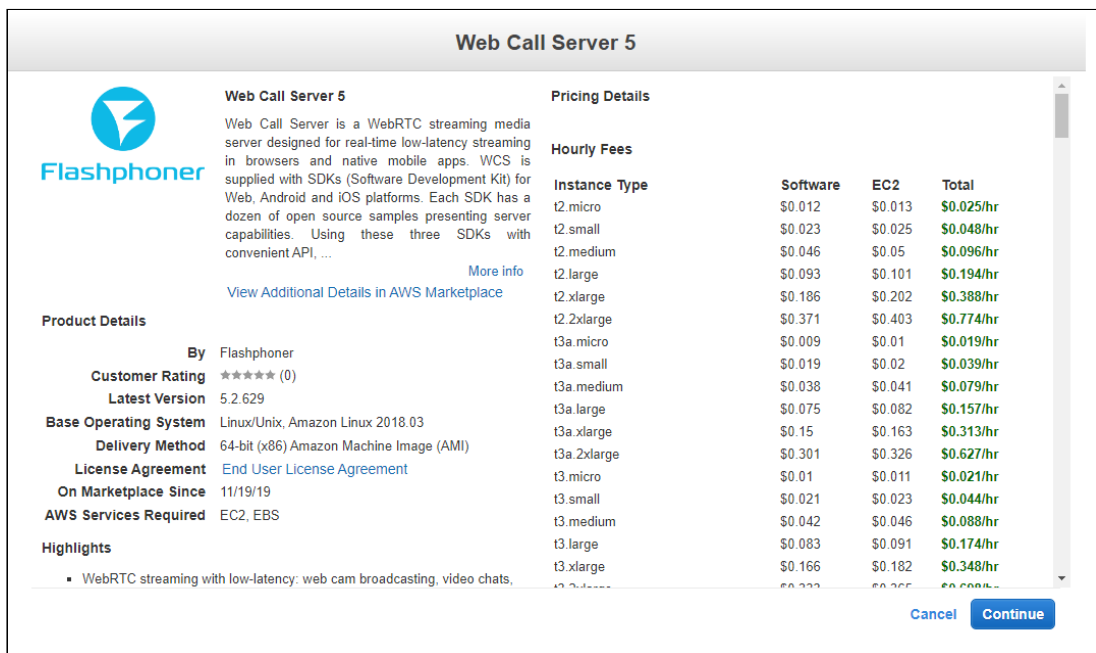 Web Call Server 5
Flashphoner
Web Call Server 5
Web Call Server is a WebRTC streaming media
server designed for real-time low-latency streaming
in browsers and native mobile apps. WCS is
supplied with SDKs (Software Development Kit) for
Web, Android and iOS platforms. Each SDK has a
dozen of open source samples presenting server
capabilities. Using these three SDKs with
convenient API, ...
More info
View Additional Details in AWS Marketplace
Product Details
By Flashphoner
Customer Rating ★★★★★ (0)
Latest Version 5.2.629
Base Operating System Linux/Unix, Amazon Linux 2018.03
Delivery Method 64-bit (x86) Amazon Machine Image (AMI)
License Agreement End User License Agreement
On Marketplace Since 11/19/19
AWS Services Required EC2, EBS
Highlights
▪ WebRTC streaming with low-latency: web cam broadcasting, video chats,
Pricing Details
Hourly Fees
Instance Type Software EC2 Total
t2.micro $0.012 $0.013 $0.025/hr
t2.small $0.023 $0.025 $0.048/hr
t2.medium $0.046 $0.05 $0.096/hr
t2.large $0.093 $0.101 $0.194/hr
t2.xlarge $0.186 $0.202 $0.388/hr
t2.2xlarge $0.371 $0.403 $0.774/hr
t3a.micro $0.009 $0.01 $0.019/hr
t3a.small $0.019 $0.02 $0.039/hr
t3a.medium $0.038 $0.041 $0.079/hr
t3a.large $0.075 $0.082 $0.157/hr
t3a.xlarge $0.15 $0.163 $0.313/hr
t3a.2xlarge $0.301 $0.326 $0.627/hr
t3.micro $0.01 $0.011 $0.021/hr
t3.small $0.021 $0.023 $0.044/hr
t3.medium $0.042 $0.046 $0.088/hr
t3.large $0.083 $0.091 $0.174/hr
t3.xlarge $0.166 $0.182 $0.348/hr
Cancel Continue